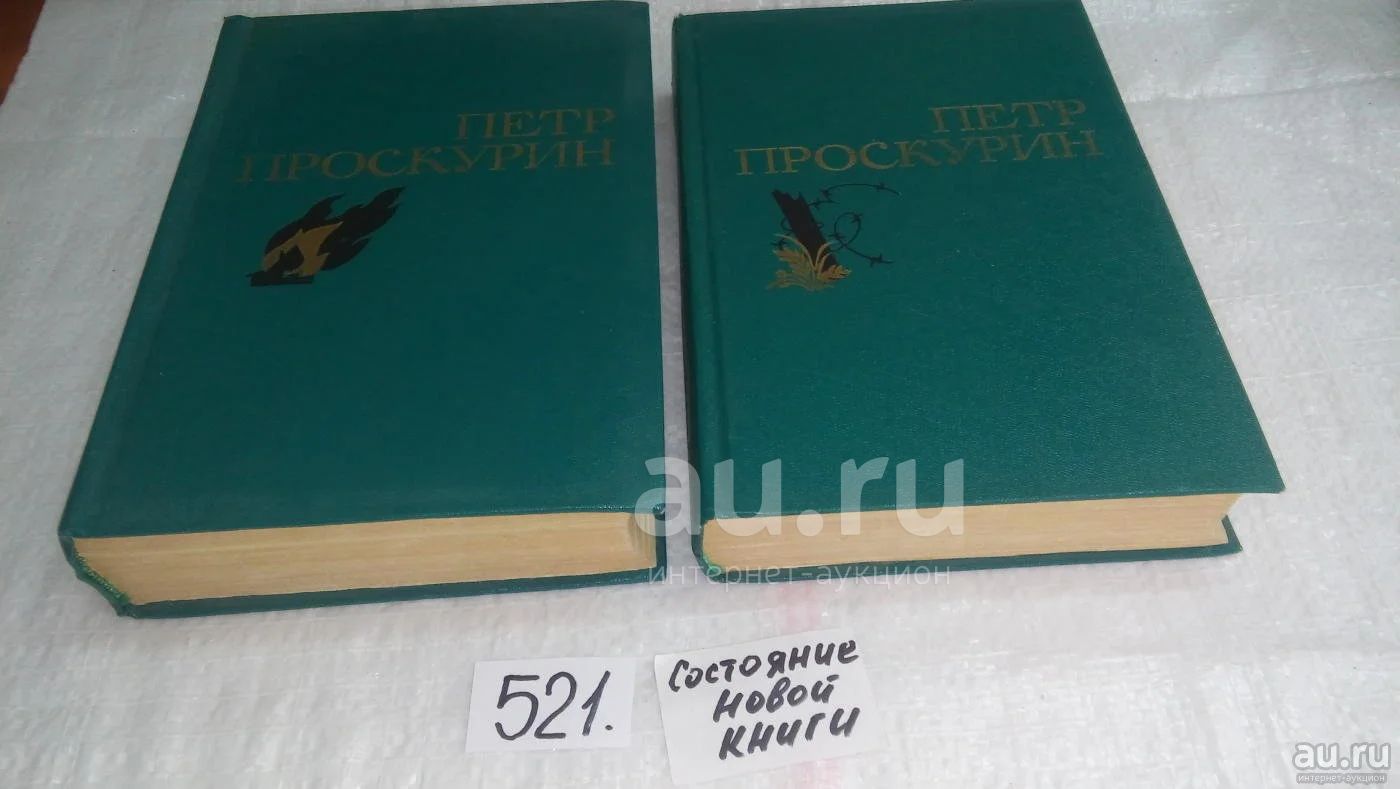 ПЕТР
ПРОСКУРИН
ПЕТР
ПРОСКУРИН
au.ru
интернет-аукцион
521.
Состояние
новой
книги
au.ru
интернет-аукцион